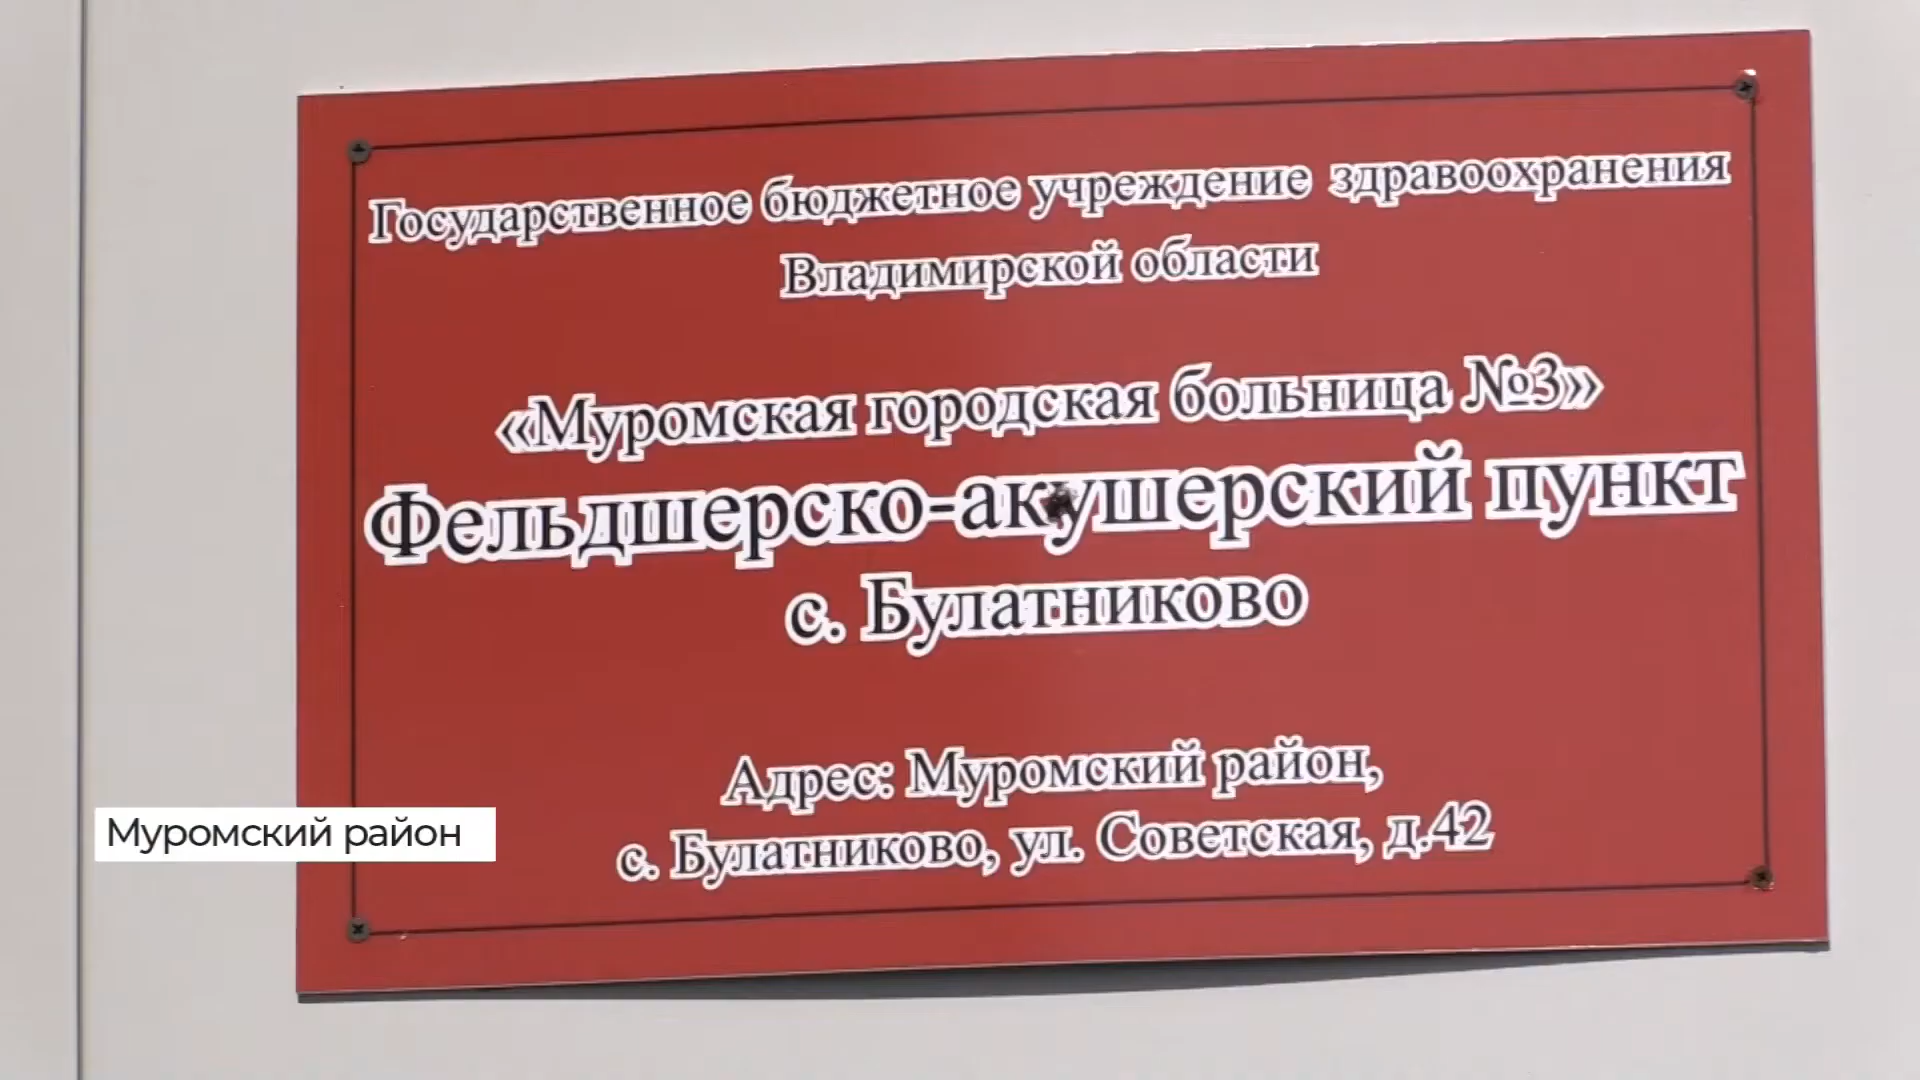 Государственное бюджетное учреждение здравоохранения
Владимирской области
«Муромская городская больница №3»
Фельдшерско-акушерский пункт
с. Булатниково
Адрес: Муромский район,
с. Булатниково, ул. Советская, д.42
Муромский район